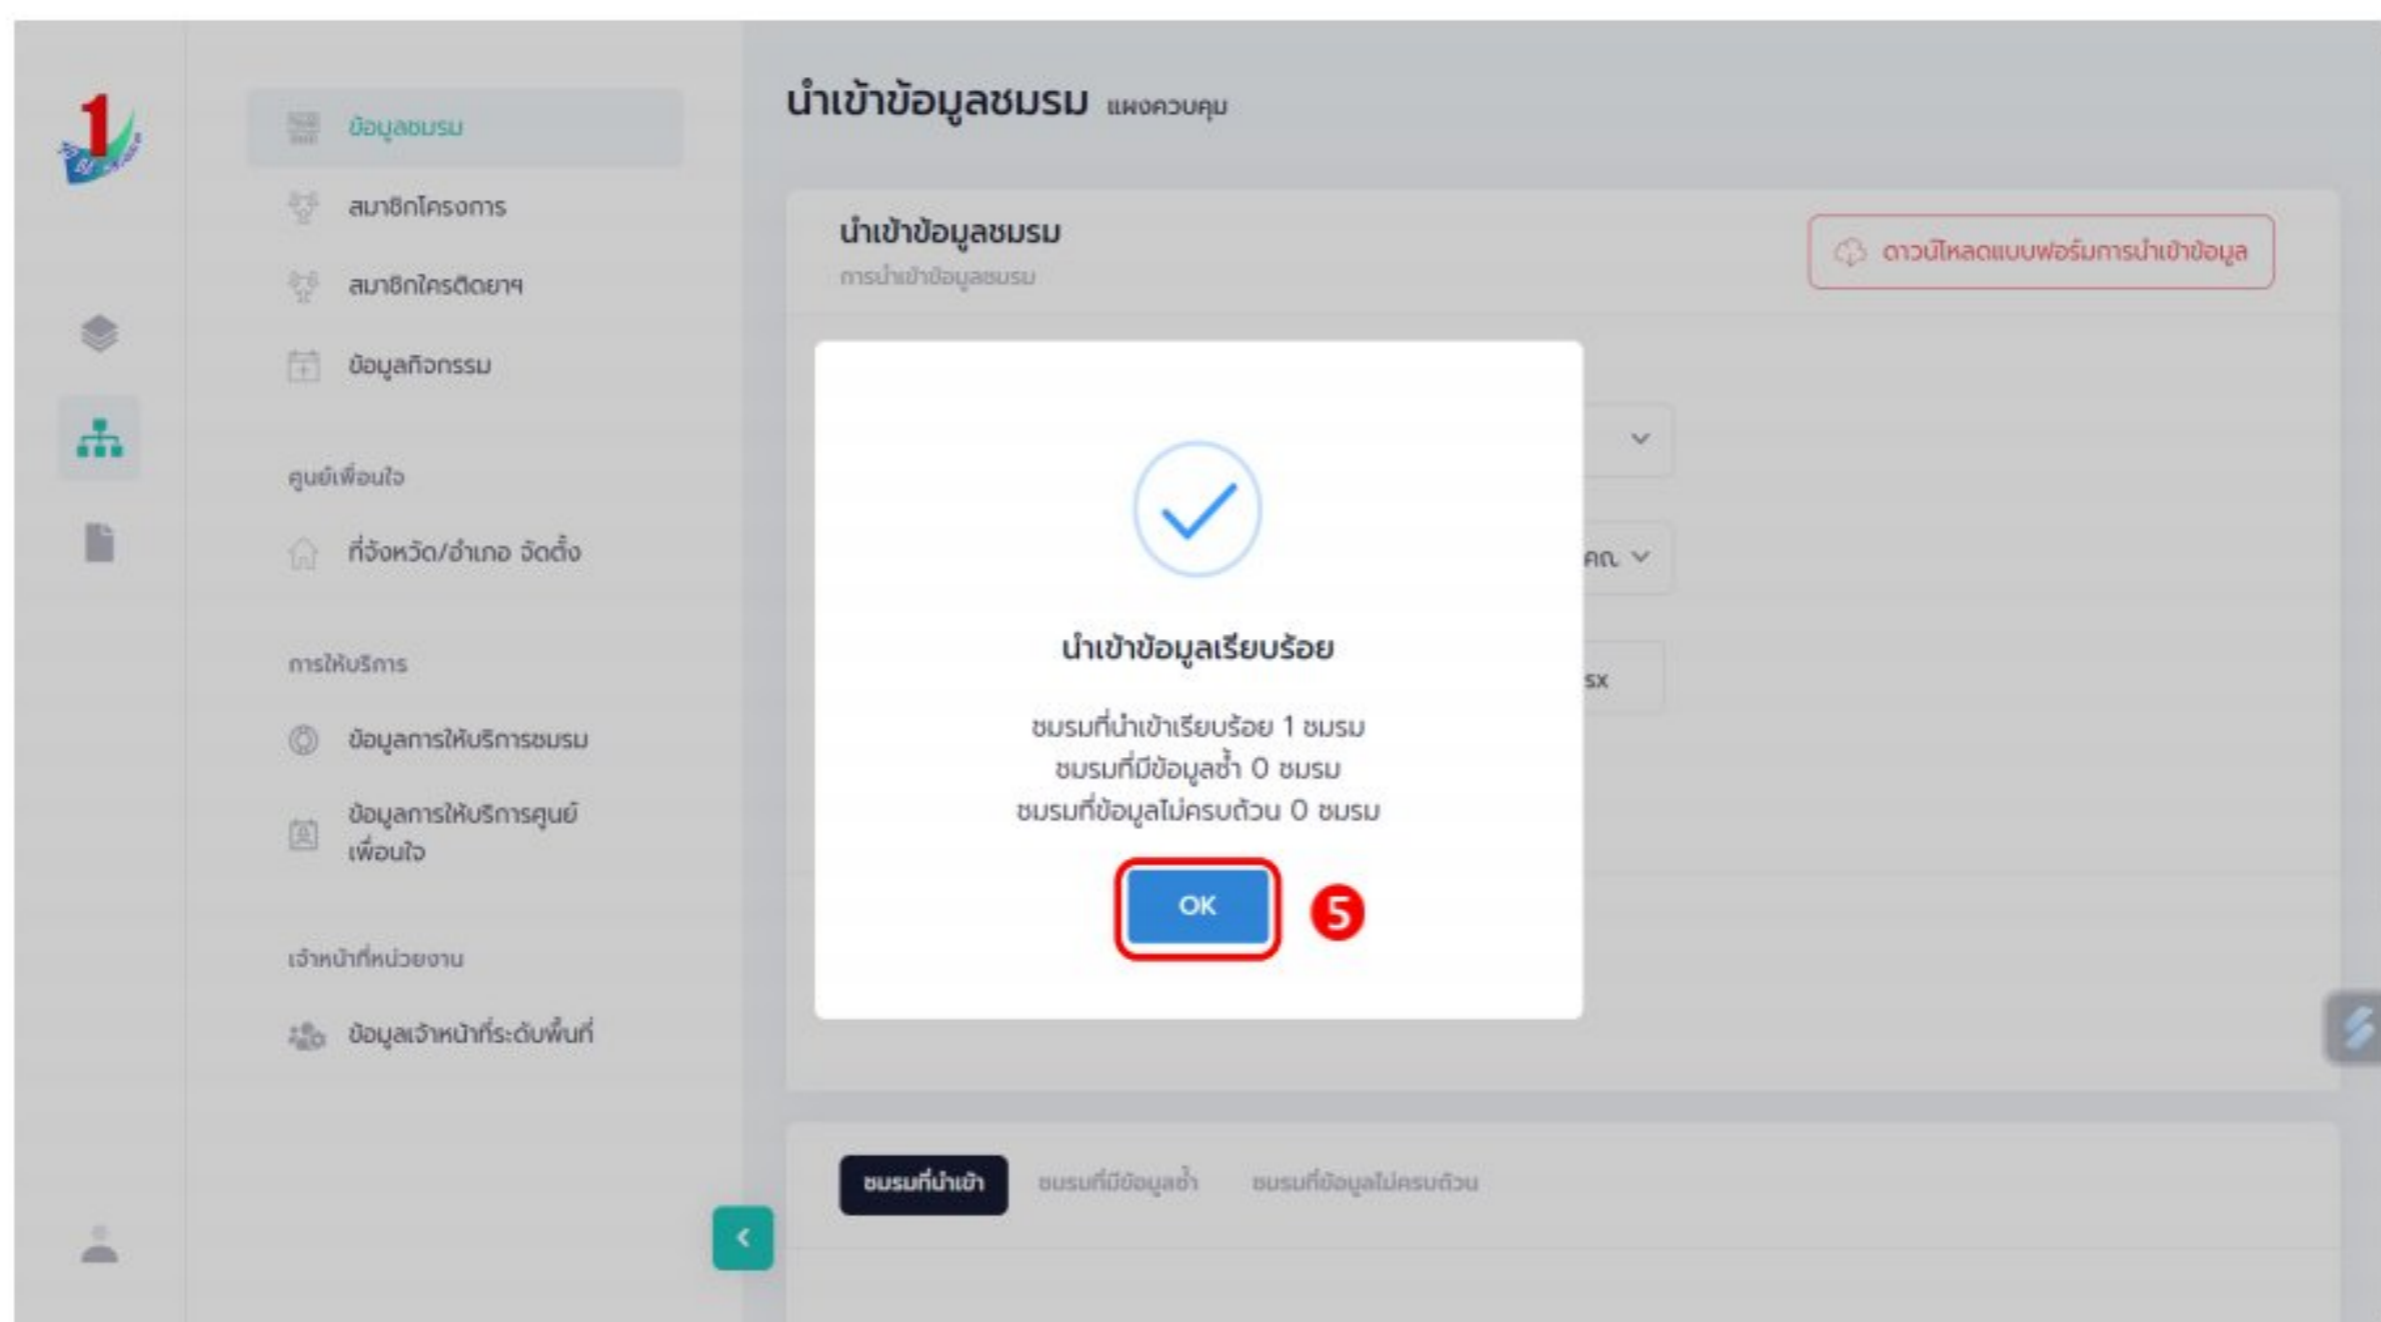 1
ข้อมูลชมรม
สมาชิกโครงการ
สมาชิกใครติดยาฯ
ข้อมูลกิจกรรม
ศูนย์เพื่อนใจ
ที่จังหวัด/อำเภอ จัดตั้ง
การให้บริการ
ข้อมูลการให้บริการชมรม
ข้อมูลการให้บริการศูนย์
เพื่อนใจ
เจ้าหน้าที่หน่วยงาน
ข้อมูลเจ้าหน้าที่ระดับพื้นที่
นำเข้าข้อมูลชมรม แผงควบคุม
นำเข้าข้อมูลชมรม
การนำเข้าข้อมูลชมรม
ดาวน์โหลดแบบฟอร์มการนำเข้าข้อมูล
คณ.
sx
นำเข้าข้อมูลเรียบร้อย
ชมรมที่นำเข้าเรียบร้อย 1 ชมรม
ชมรมที่มีข้อมูลซ้ำ 0 ชมรม
ชมรมที่ข้อมูลไม่ครบถ้วน 0 ชมรม
OK 5
ชมรมที่นำเข้า ชมรมที่มีข้อมูลซ้ำ ชมรมที่ข้อมูลไม่ครบถ้วน